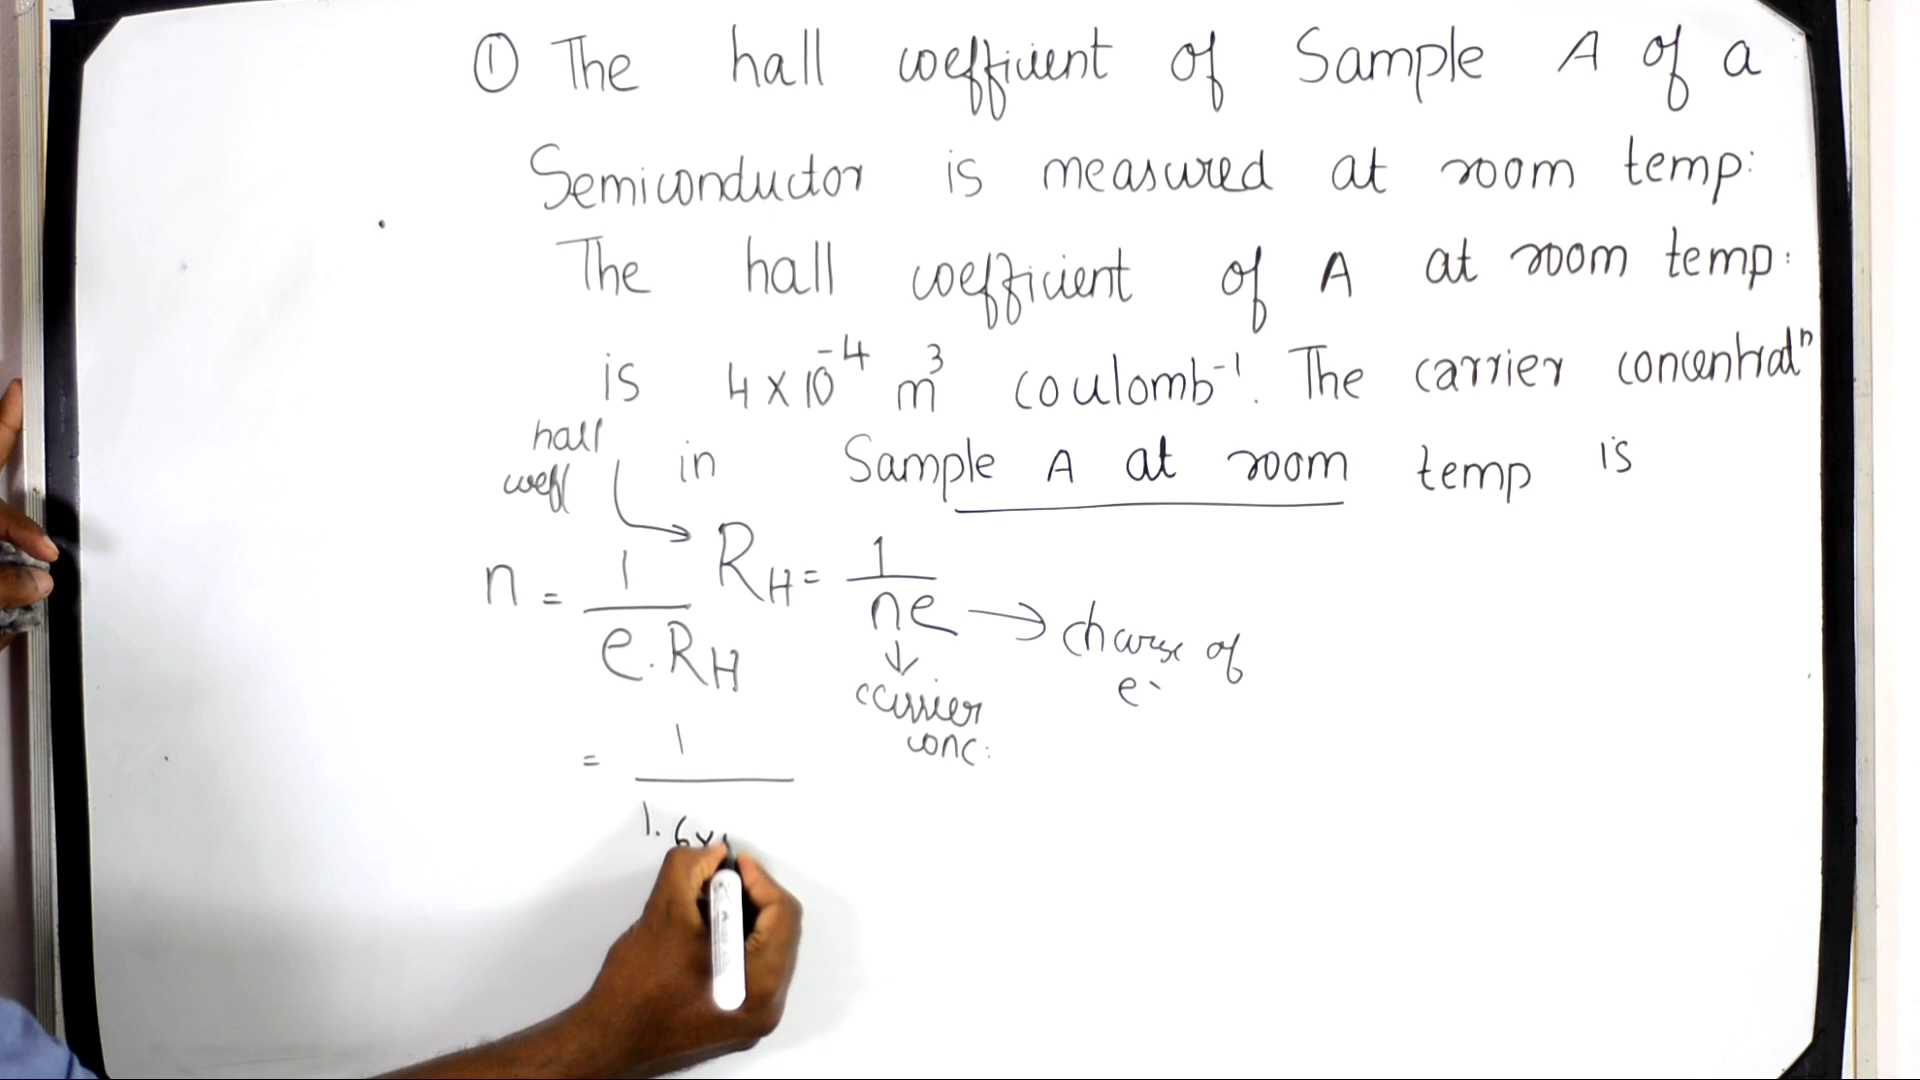 ① The hall coefficient of Sample A of a
Semiconductor is measured at room temp:
The hall coefficient of A at room temp:
is 4 x 10⁻⁴ m³ coulomb⁻¹. The carrier concentratⁿ
in Sample A at room temp is
hall
coeff
n = 1 / e.R_H
R_H = 1 / ne → charge of
e-
↓
carrier
conc:
= 1 / 1.6x